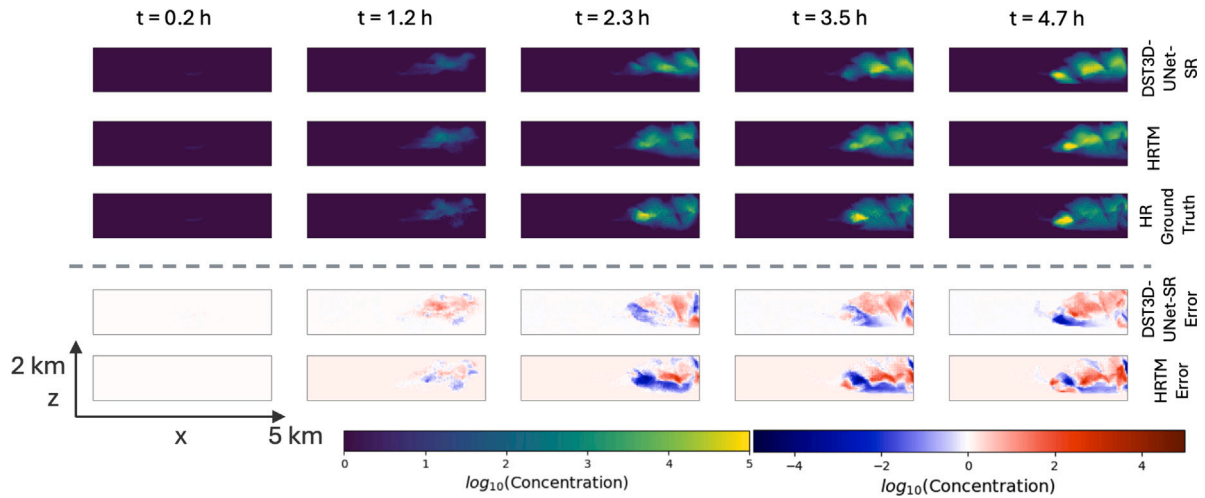 t = 0.2 h
t = 1.2 h
t = 2.3 h
t = 3.5 h
t = 4.7 h
DST3D-
UNet-
SR
HRTM
HR
Ground
Truth
DST3D-
UNet-SR
Error
HRTM
Error
2 km
z
x
5 km
0 1 2 3 4 5
log₁₀(Concentration)
−4 −2 0 2 4
log₁₀(Concentration)